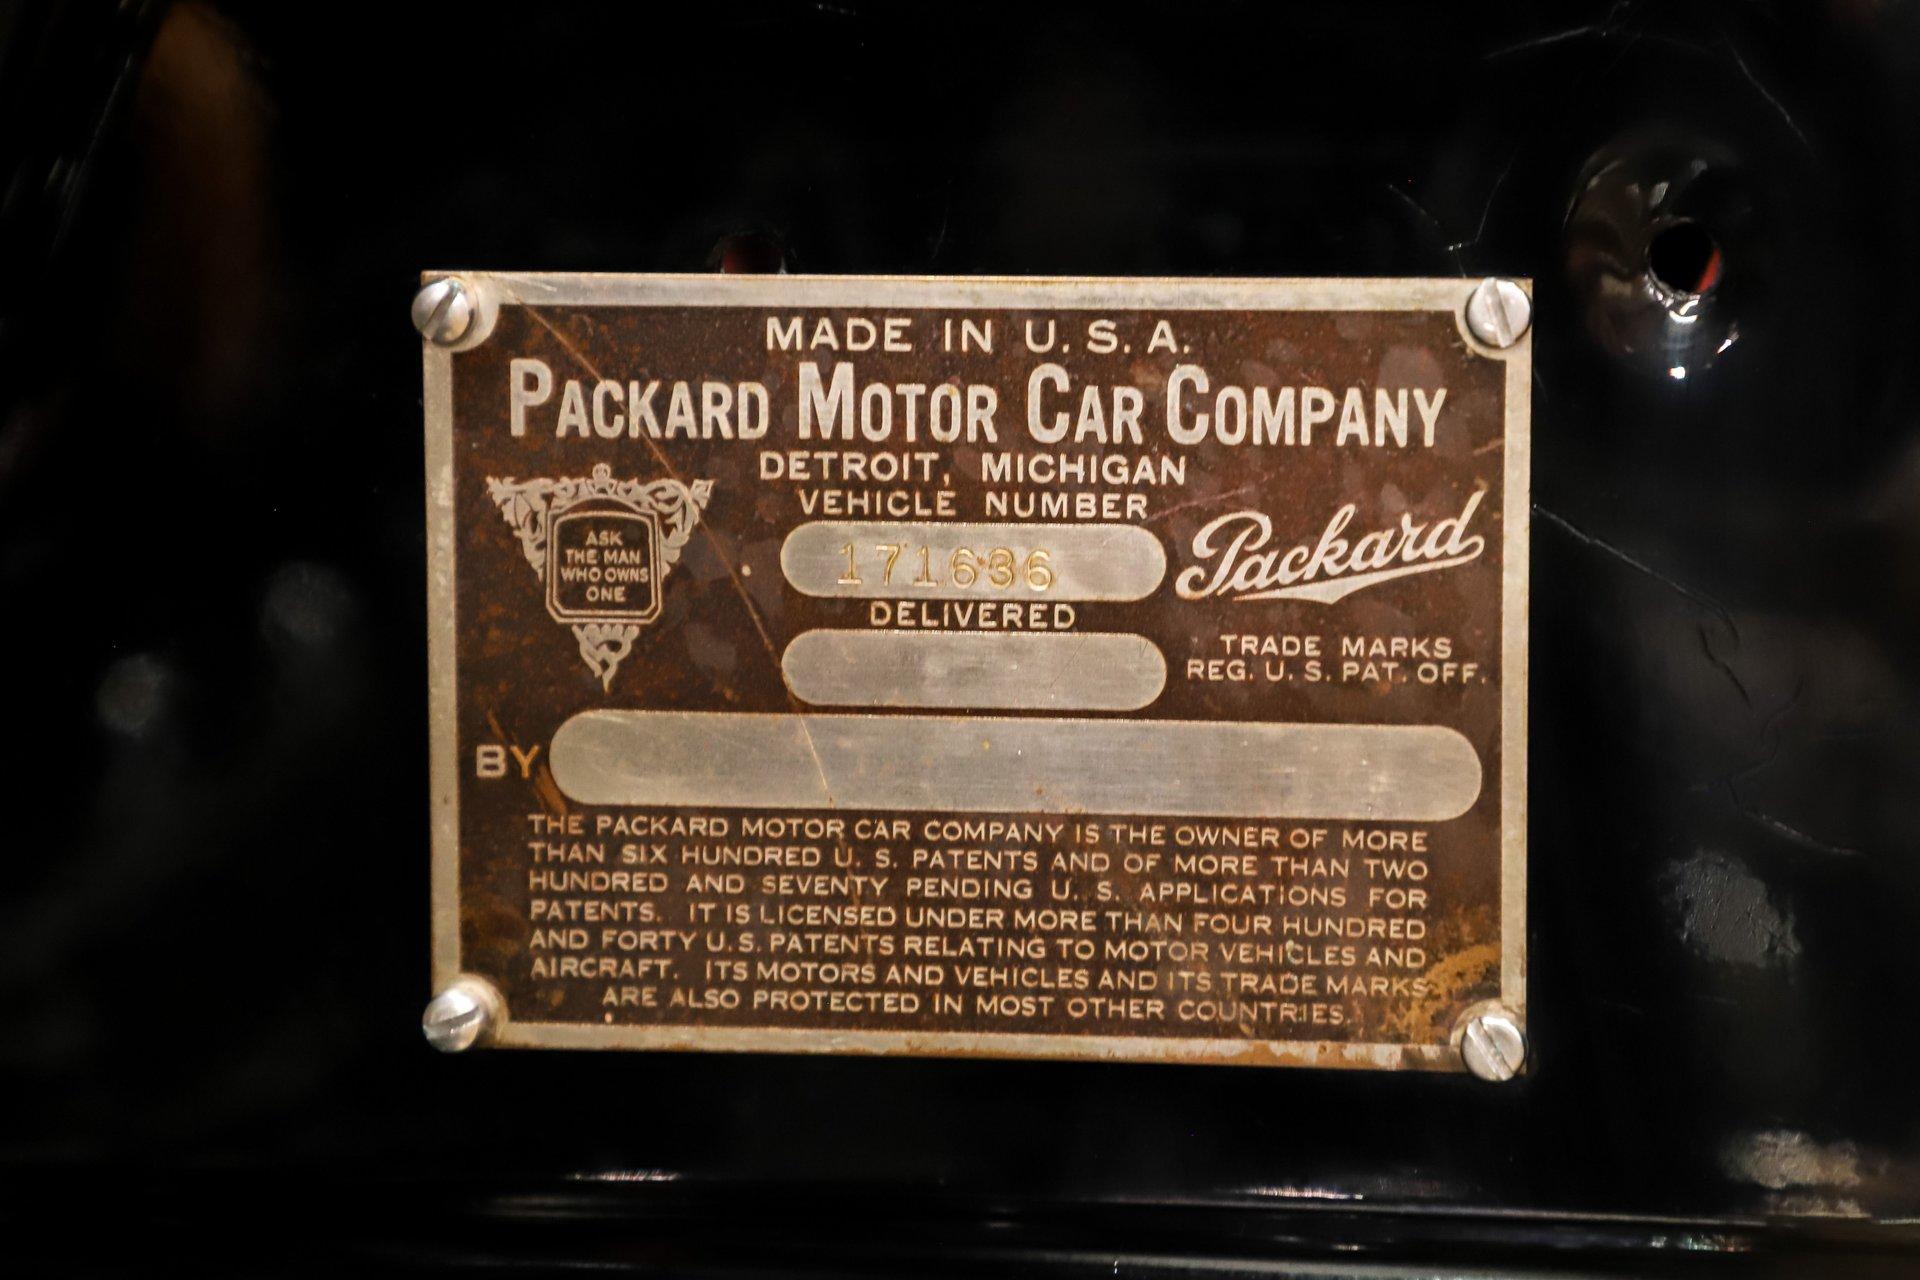 MADE IN U.S.A.
PACKARD MOTOR CAR COMPANY
DETROIT, MICHIGAN
VEHICLE NUMBER
171636
ASK
THE MAN
WHO OWNS
ONE
Packard
DELIVERED
TRADE MARKS
REG. U.S. PAT. OFF.
BY
THE PACKARD MOTOR CAR COMPANY IS THE OWNER OF MORE
THAN SIX HUNDRED U. S. PATENTS AND OF MORE THAN TWO
HUNDRED AND SEVENTY PENDING U. S. APPLICATIONS FOR
PATENTS. IT IS LICENSED UNDER MORE THAN FOUR HUNDRED
AND FORTY U.S. PATENTS RELATING TO MOTOR VEHICLES AND
AIRCRAFT. ITS MOTORS AND VEHICLES AND ITS TRADE MARKS
ARE ALSO PROTECTED IN MOST OTHER COUNTRIES.